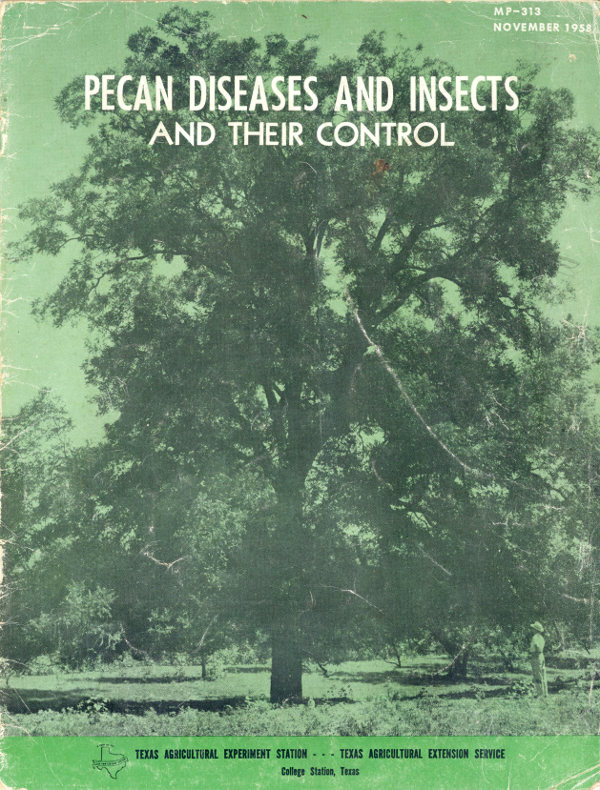 MP-313
NOVEMBER 1958
PECAN DISEASES AND INSECTS
AND THEIR CONTROL
TEXAS AGRICULTURAL EXPERIMENT STATION - - - TEXAS AGRICULTURAL EXTENSION SERVICE
College Station, Texas